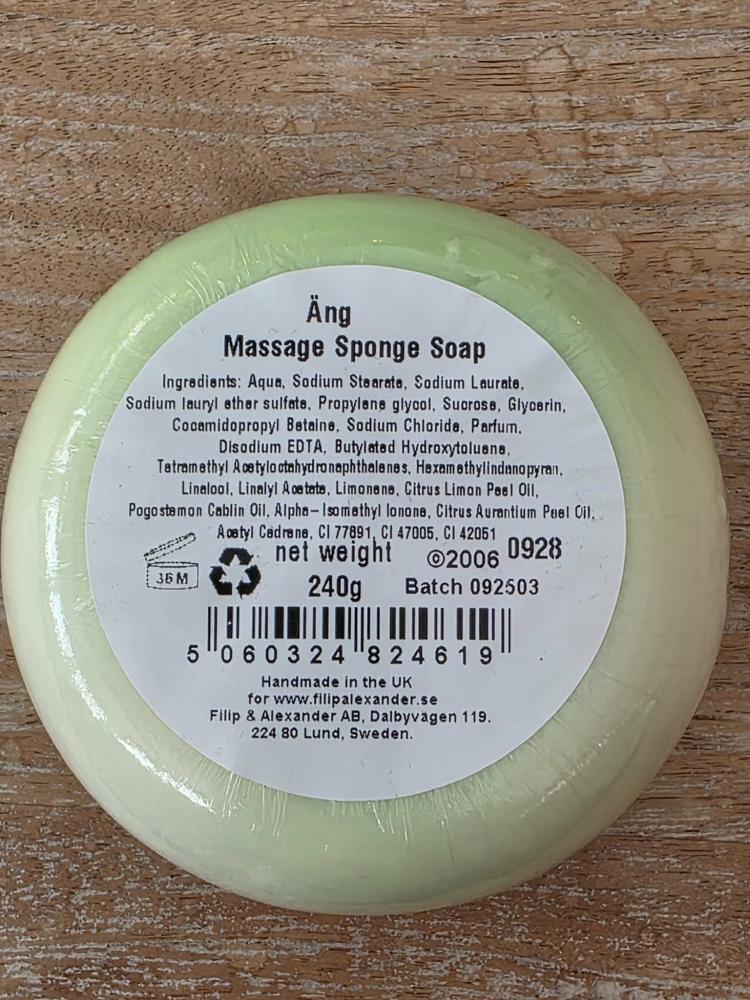 Äng
Massage Sponge Soap
Ingredients: Aqua, Sodium Stearate, Sodium Laurate,
Sodium lauryl ether sulfate, Propylene glycol, Sucrose, Glycerin,
Cocamidopropyl Betaine, Sodium Chloride, Parfum,
Disodium EDTA, Butylated Hydroxytoluene,
Tetramethyl Acetyloctahydronaphthalenes, Hexamethylindanopyran,
Linalool, Linalyl Acetate, Limonene, Citrus Limon Peel Oil,
Pogostemon Cablin Oil, Alpha-Isomethyl Ionone, Citrus Aurantium Peel Oil,
Acetyl Cedrene, CI 77891, CI 47005, CI 42051
36M
net weight ©2006 0928
240g Batch 092503
5 060324 824619
Handmade in the UK
for www.filipalexander.se
Filip & Alexander AB, Dalbyvägen 119.
224 80 Lund, Sweden.